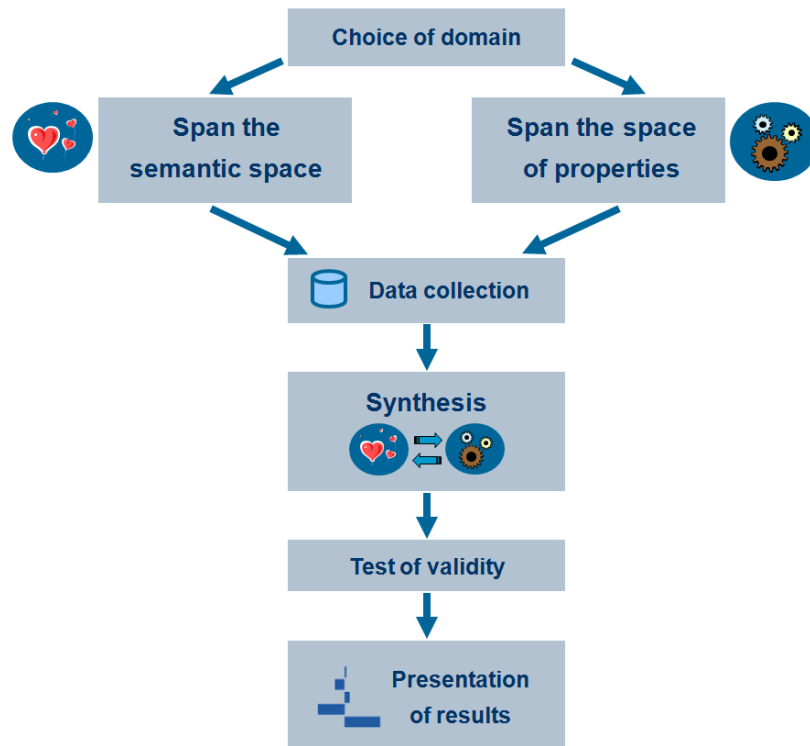 Choice of domain
Span the
semantic space
Span the space
of properties
Data collection
Synthesis
Test of validity
Presentation
of results